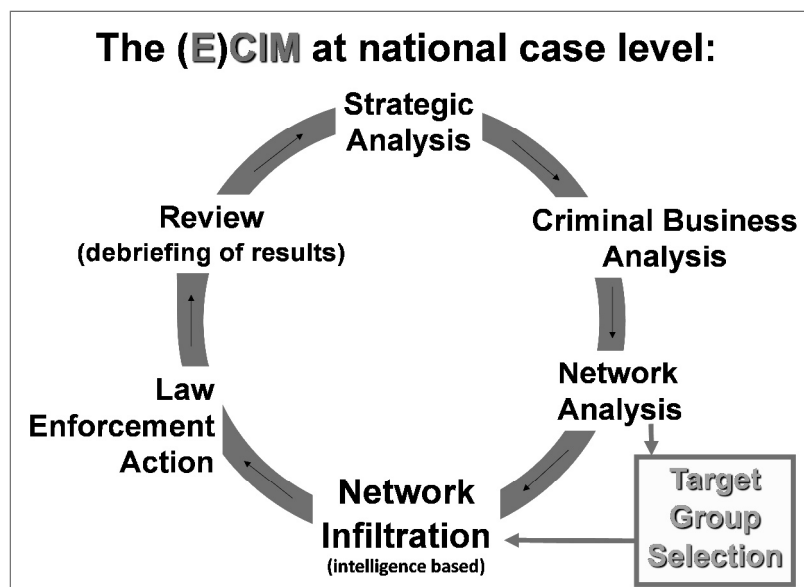 The (E)CIM at national case level:
Strategic
Analysis
Criminal Business
Analysis
Network
Analysis
Target
Group
Selection
Network
Infiltration
(intelligence based)
Law
Enforcement
Action
Review
(debriefing of results)